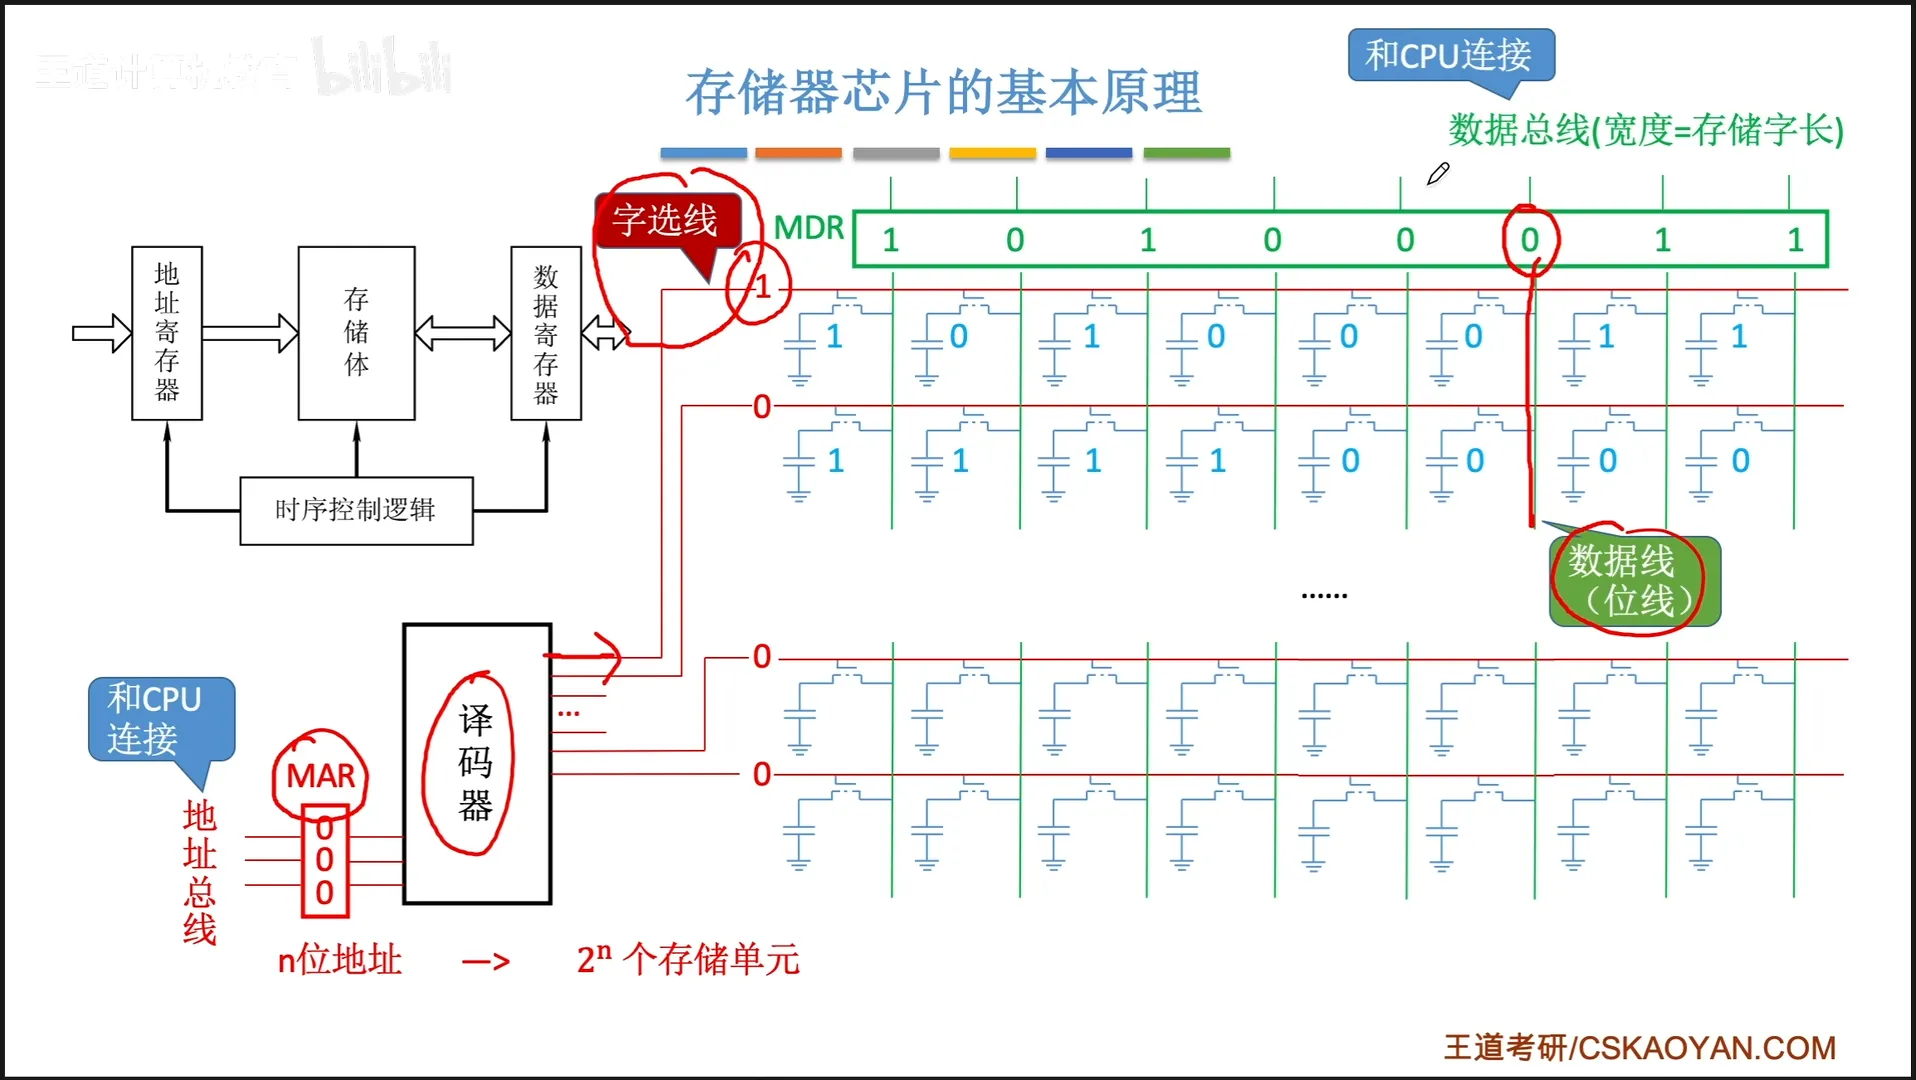 王道计算机教育 bilibili
和CPU连接
存储器芯片的基本原理
数据总线(宽度=存储字长)
字选线
MDR 1 0 1 0 0 0 1 1
1
1 0 1 0 0 0 1 1
0
1 1 1 1 0 0 0 0
地址寄存器
存储体
数据寄存器
时序控制逻辑
数据线
（位线）
......
0
0
译码器
...
和CPU
连接
MAR
0
0
0
地址总线
n位地址 —> 2ⁿ 个存储单元
王道考研/CSKAOYAN.COM